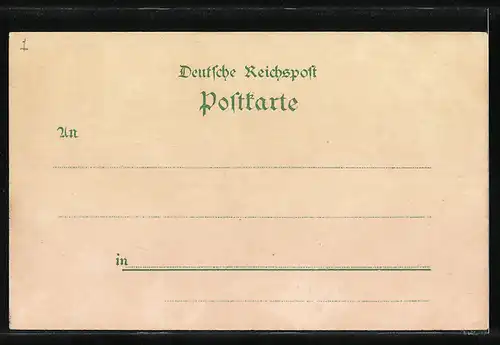 1
Deutsche Reichspost
Postkarte
An
in